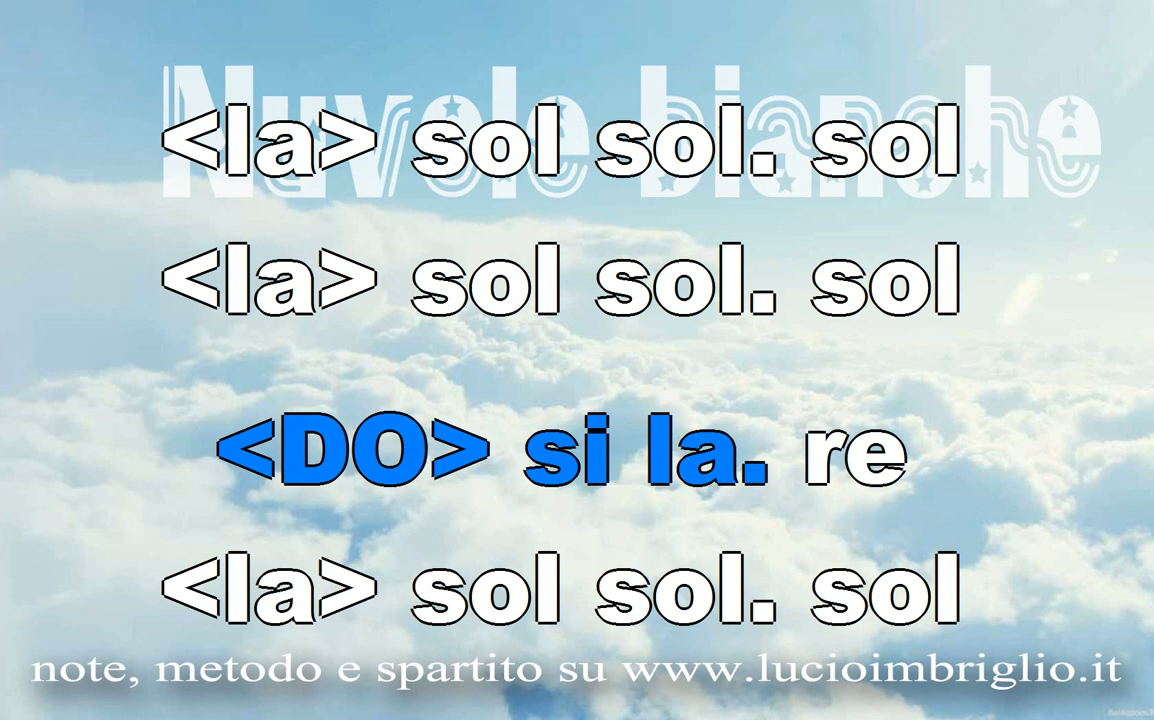 Nuvole bianche
<la> sol sol. sol
<la> sol sol. sol
<DO> si la. re
<la> sol sol. sol
note, metodo e spartito su www.lucioimbriglio.it